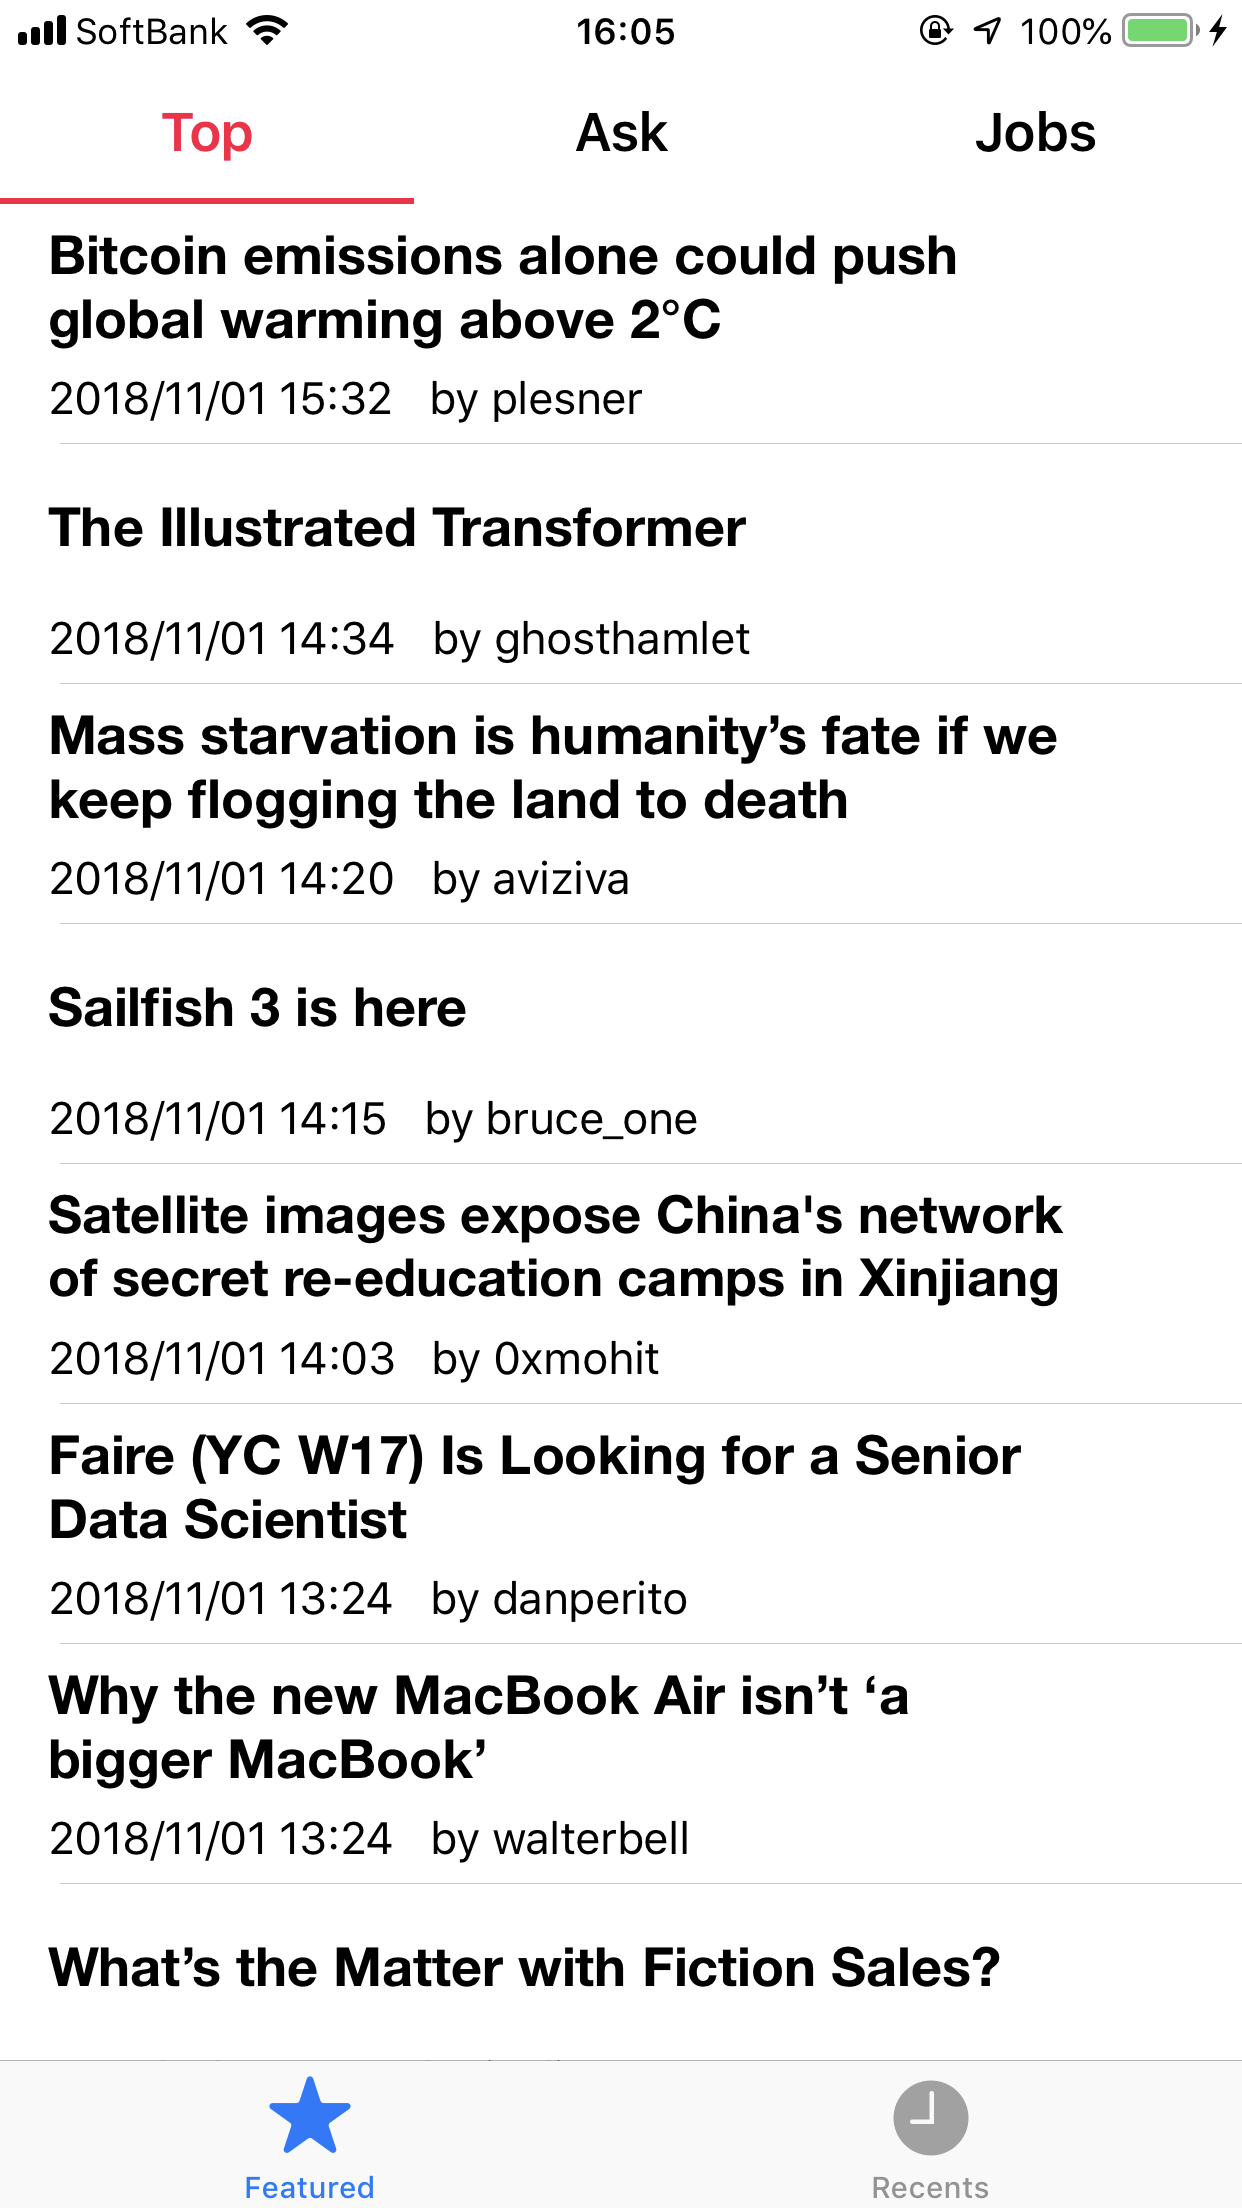 SoftBank 16:05 100%
Top Ask Jobs
Bitcoin emissions alone could push
global warming above 2°C
2018/11/01 15:32 by plesner
The Illustrated Transformer
2018/11/01 14:34 by ghosthamlet
Mass starvation is humanity’s fate if we
keep flogging the land to death
2018/11/01 14:20 by aviziva
Sailfish 3 is here
2018/11/01 14:15 by bruce_one
Satellite images expose China's network
of secret re-education camps in Xinjiang
2018/11/01 14:03 by 0xmohit
Faire (YC W17) Is Looking for a Senior
Data Scientist
2018/11/01 13:24 by danperito
Why the new MacBook Air isn’t ‘a
bigger MacBook’
2018/11/01 13:24 by walterbell
What’s the Matter with Fiction Sales?
Featured Recents